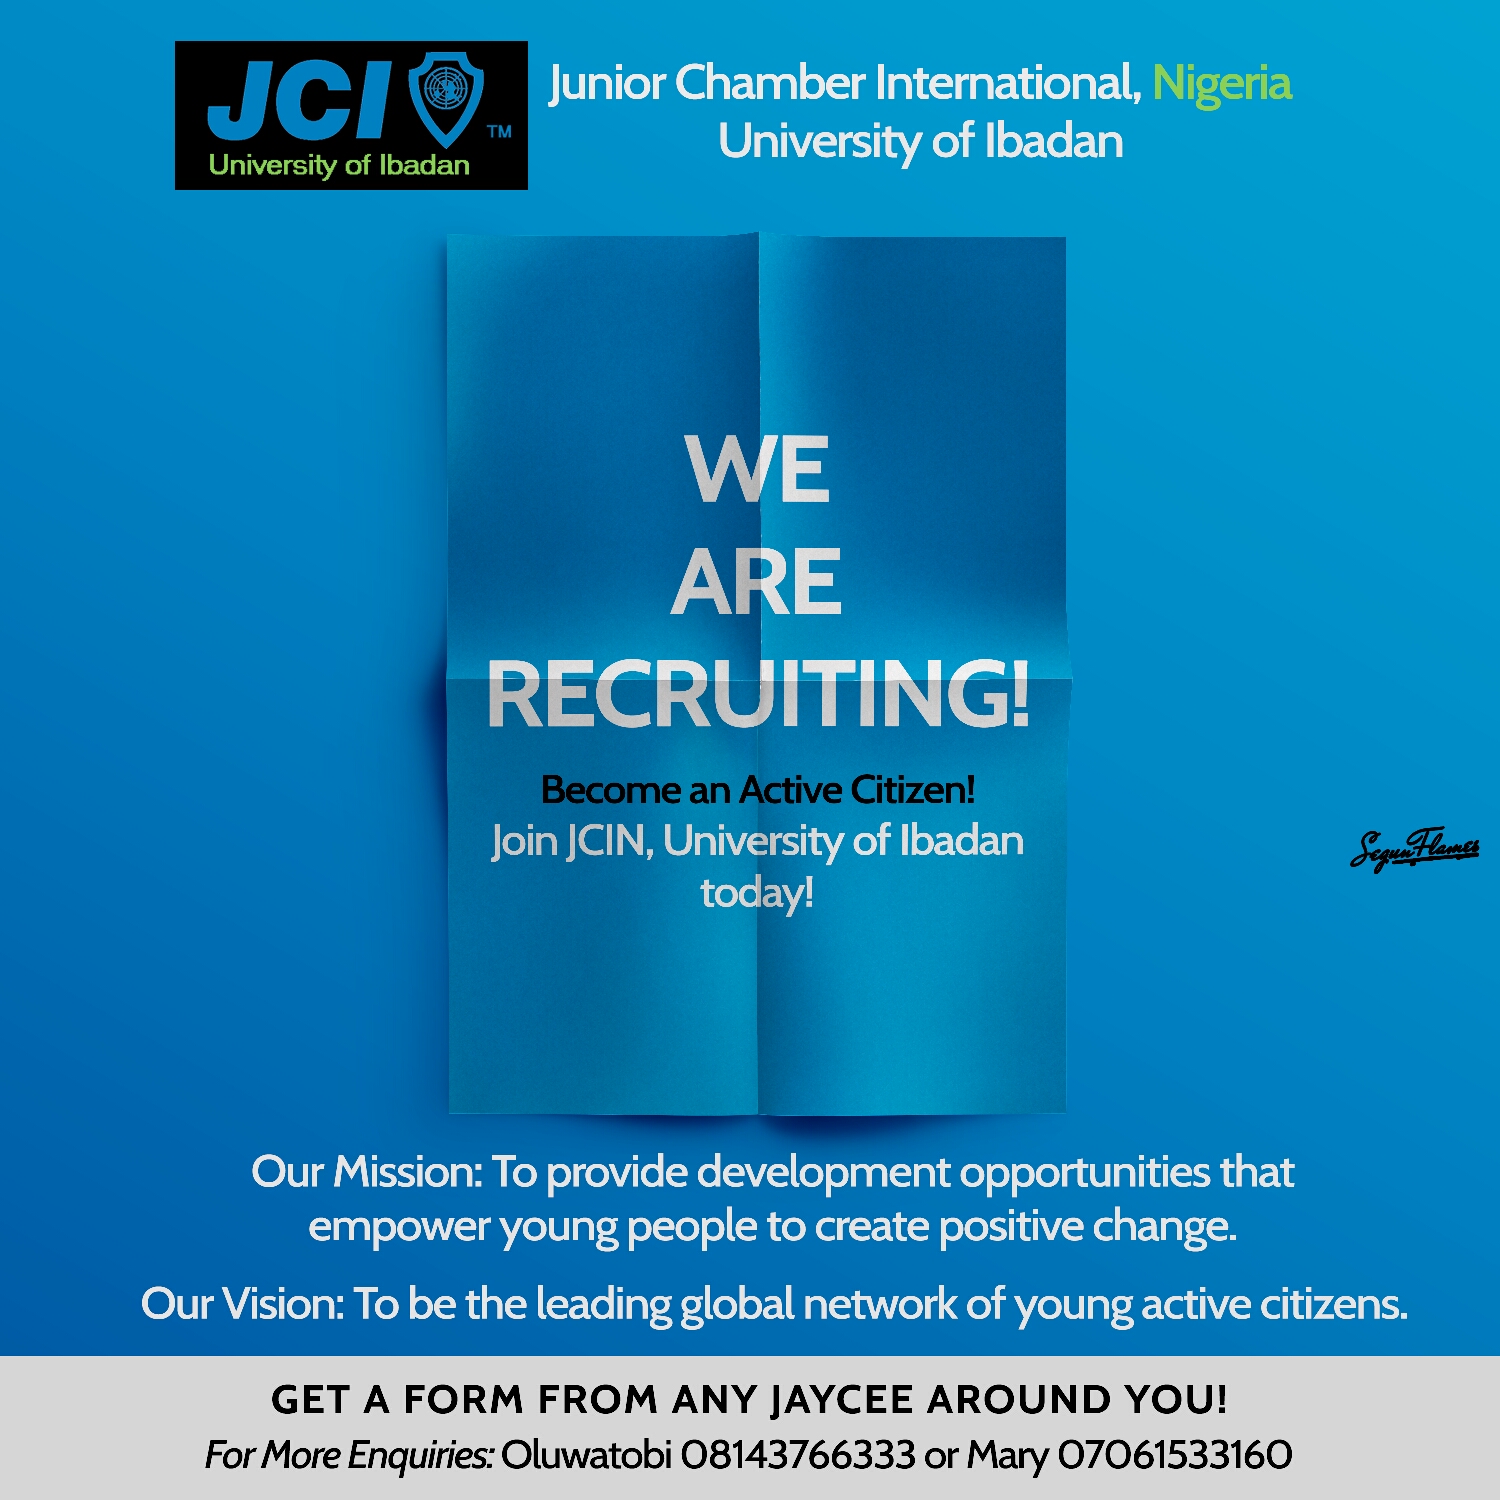 JCI TM
University of Ibadan
Junior Chamber International, Nigeria
University of Ibadan
WE
ARE
RECRUITING!
Become an Active Citizen!
Join JCIN, University of Ibadan
today!
SegunFlames
Our Mission: To provide development opportunities that
empower young people to create positive change.
Our Vision: To be the leading global network of young active citizens.
GET A FORM FROM ANY JAYCEE AROUND YOU!
For More Enquiries: Oluwatobi 08143766333 or Mary 07061533160